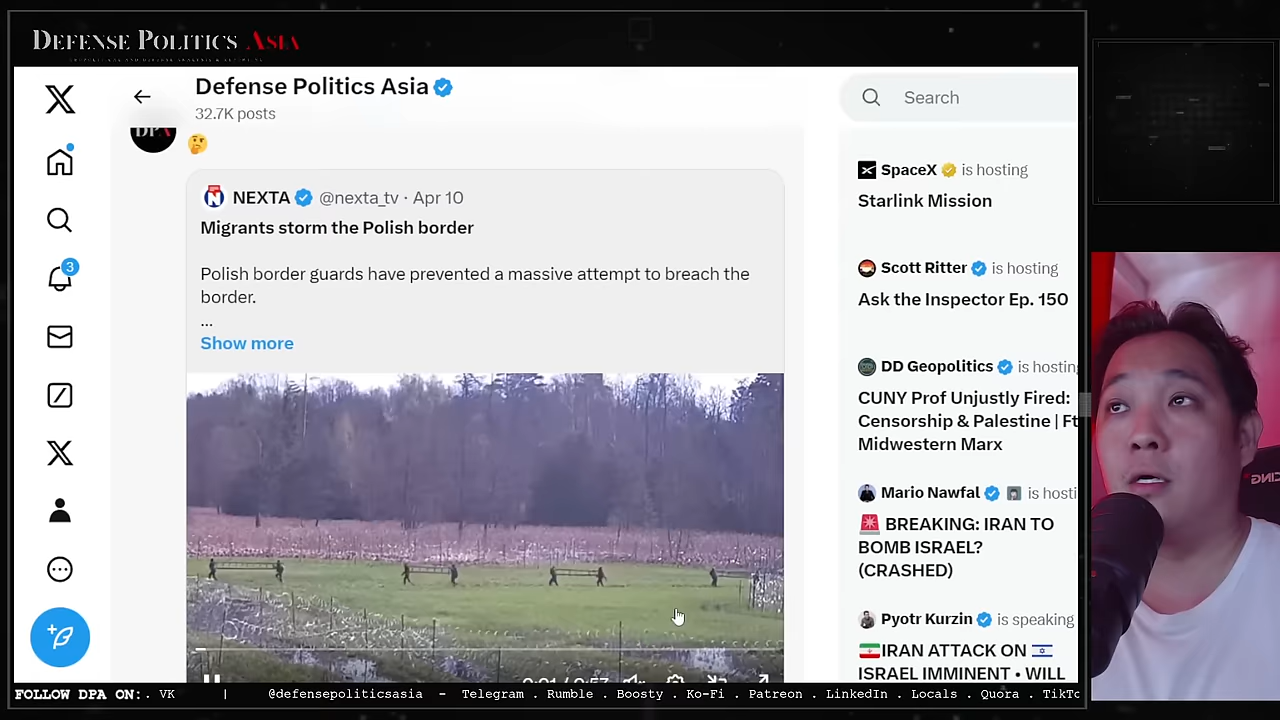 DEFENSE POLITICS ASIA
Defense Politics Asia
32.7K posts
Search
NEXTA @nexta_tv · Apr 10
Migrants storm the Polish border
Polish border guards have prevented a massive attempt to breach the
border.
...
Show more
3
SpaceX is hosting
Starlink Mission
Scott Ritter is hosting
Ask the Inspector Ep. 150
DD Geopolitics is hosting
CUNY Prof Unjustly Fired:
Censorship & Palestine | Ft
Midwestern Marx
Mario Nawfal is hosti
🚨 BREAKING: IRAN TO
BOMB ISRAEL?
(CRASHED)
Pyotr Kurzin is speaking
🇮🇷IRAN ATTACK ON 🇮🇱
ISRAEL IMMINENT • WILL
FOLLOW DPA ON: . VK | @defensepoliticsasia - Telegram . Rumble . Boosty . Ko-Fi . Patreon . LinkedIn . Locals . Quora . TikTo